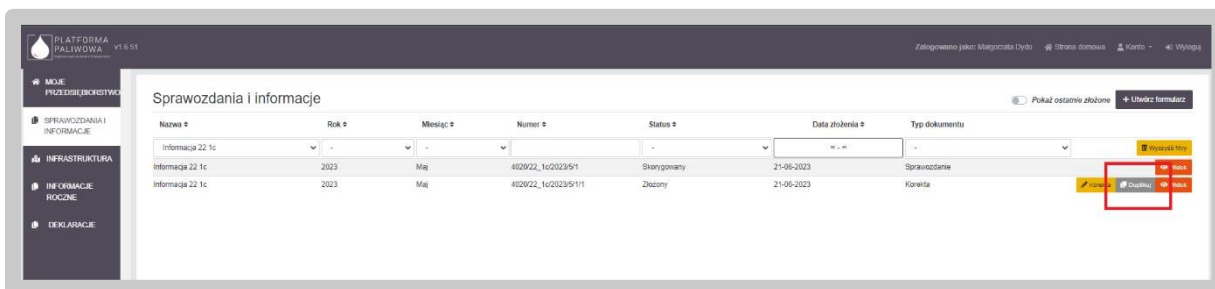 PLATFORMA
PALIWOWA v1.6.51
Zalogowano jako: Małgorzata Dydo Strona domowa Konto Wyloguj
MOJE
PRZEDSIĘBIORSTWO
SPRAWOZDANIA I
INFORMACJE
INFRASTRUKTURA
INFORMACJE
ROCZNE
DEKLARACJE
Sprawozdania i informacje
Pokaż ostatnie złożone + Utwórz formularz
Nazwa Rok Miesiąc Numer Status Data złożenia Typ dokumentu
Informacja 22 1c - - - - Wyczyść filtry
Informacja 22 1c 2023 Maj 4020/22_1c/2023/5/1 Skorygowany 21-06-2023 Sprawozdanie Widok
Informacja 22 1c 2023 Maj 4020/22_1c/2023/5/1/1 Złożony 21-06-2023 Korekta Korekta Duplikuj Widok